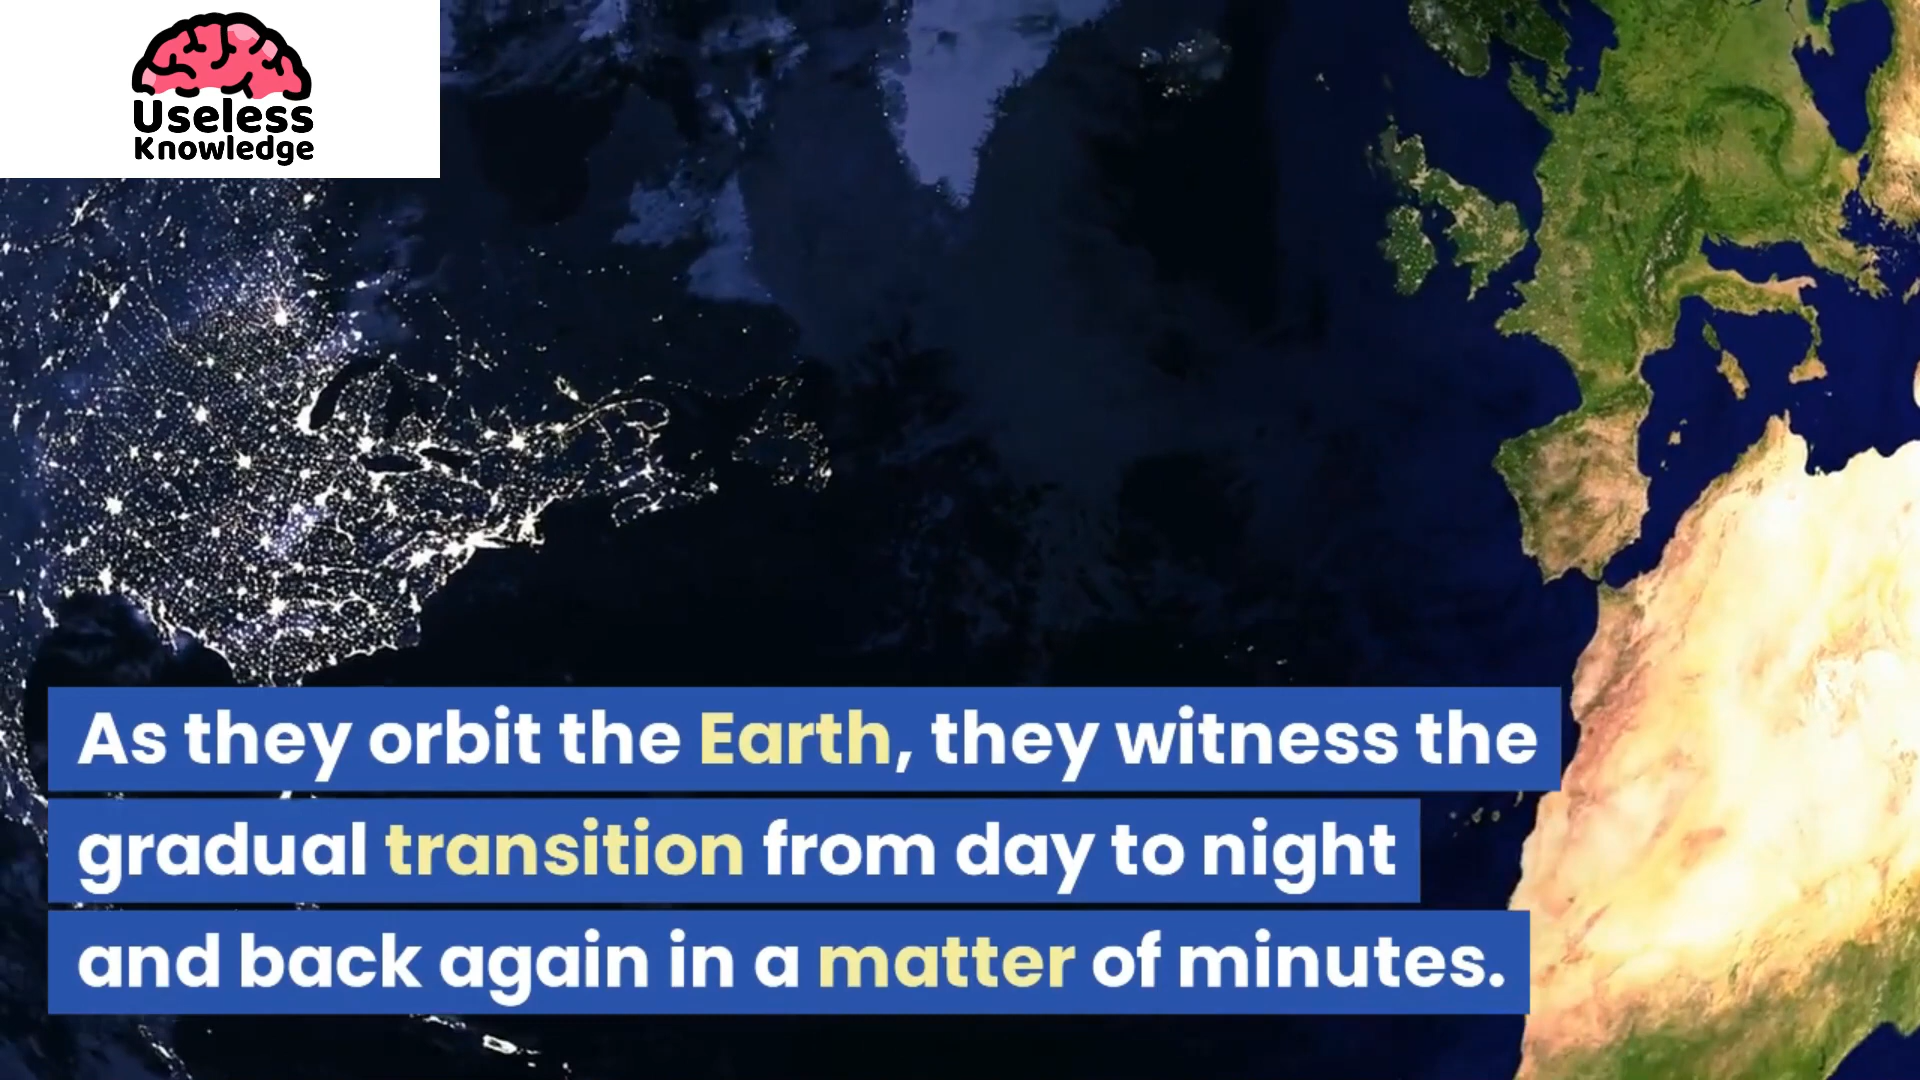 Useless
Knowledge
As they orbit the Earth, they witness the
gradual transition from day to night
and back again in a matter of minutes.